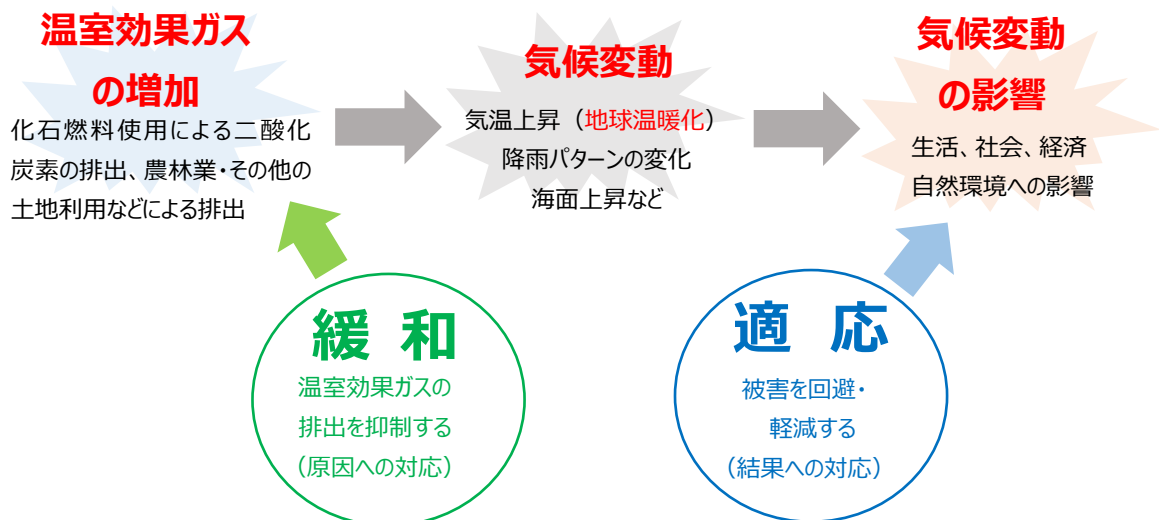 温室効果ガス
の増加
化石燃料使用による二酸化
炭素の排出、農林業・その他の
土地利用などによる排出
気候変動
気温上昇（地球温暖化）
降雨パターンの変化
海面上昇など
気候変動
の影響
生活、社会、経済
自然環境への影響
緩 和
温室効果ガスの
排出を抑制する
（原因への対応）
適 応
被害を回避・
軽減する
（結果への対応）